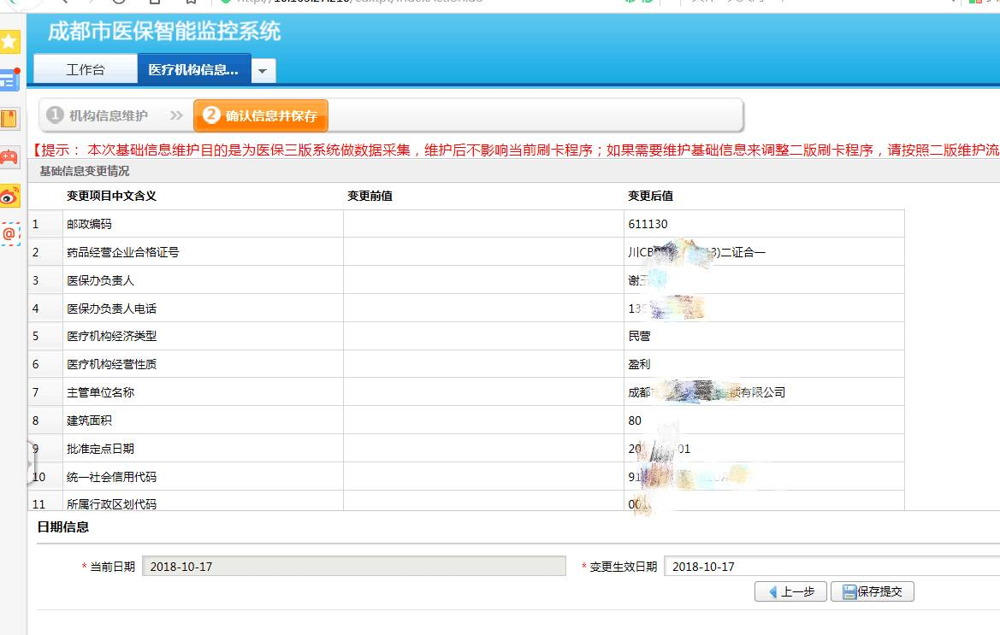 成都市医保智能监控系统
工作台 医疗机构信息...
1 机构信息维护 >> 2 确认信息并保存
【提示： 本次基础信息维护目的是为医保三版系统做数据采集，维护后不影响当前刷卡程序；如果需要维护基础信息来调整二版刷卡程序，请按照二版维护流
基础信息变更情况
变更项目中文含义 变更前值 变更后值
1 邮政编码 611130
2 药品经营企业合格证号 川CB 3)二证合一
3 医保办负责人 谢
4 医保办负责人电话 13
5 医疗机构经济类型 民营
6 医疗机构经营性质 盈利
7 主管单位名称 成都 锁有限公司
8 建筑面积 80
9 批准定点日期 20 01
10 统一社会信用代码 91
11 所属行政区划代码 00
日期信息
* 当前日期 2018-10-17 * 变更生效日期 2018-10-17
上一步 保存提交